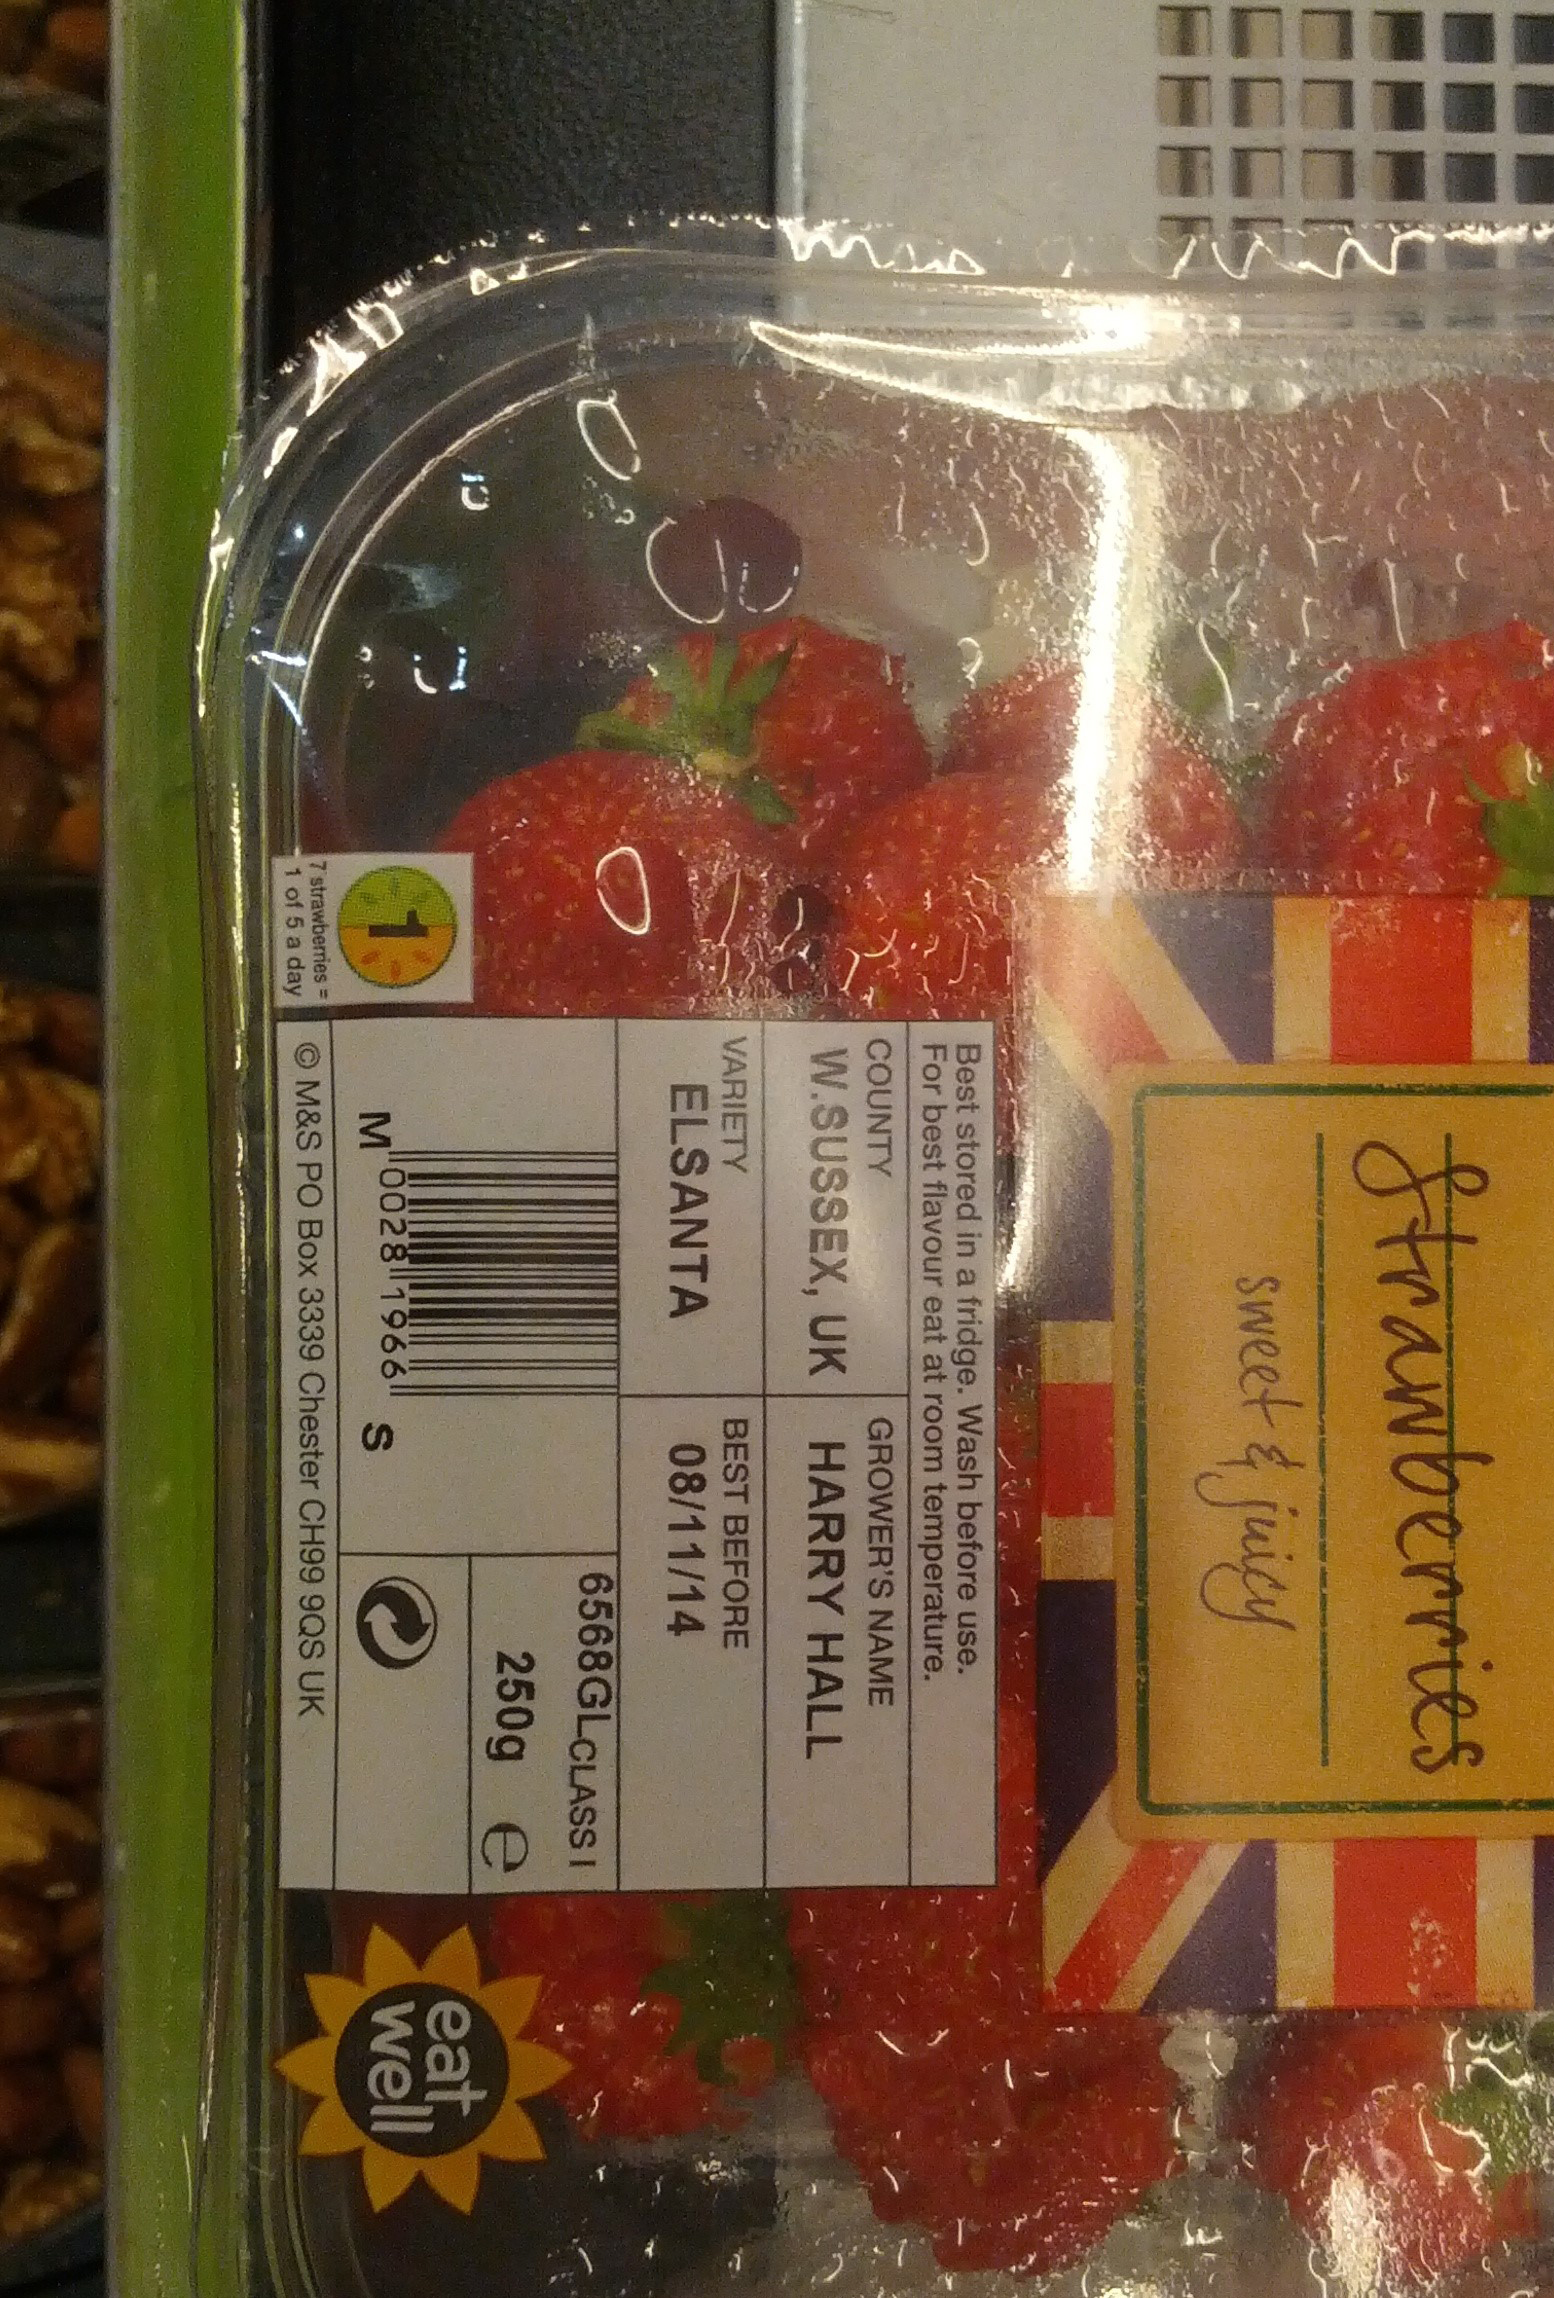 Strawberries
sweet & juicy
Best stored in a fridge. Wash before use.
For best flavour eat at room temperature.
COUNTY
W.SUSSEX, UK
GROWER'S NAME
HARRY HALL
VARIETY
ELSANTA
BEST BEFORE
08/11/14
6568GL CLASS I
250g e
M 00281966 S
© M&S PO Box 3339 Chester CH99 9QS UK
1
7 strawberries =
1 of 5 a day
eat
well